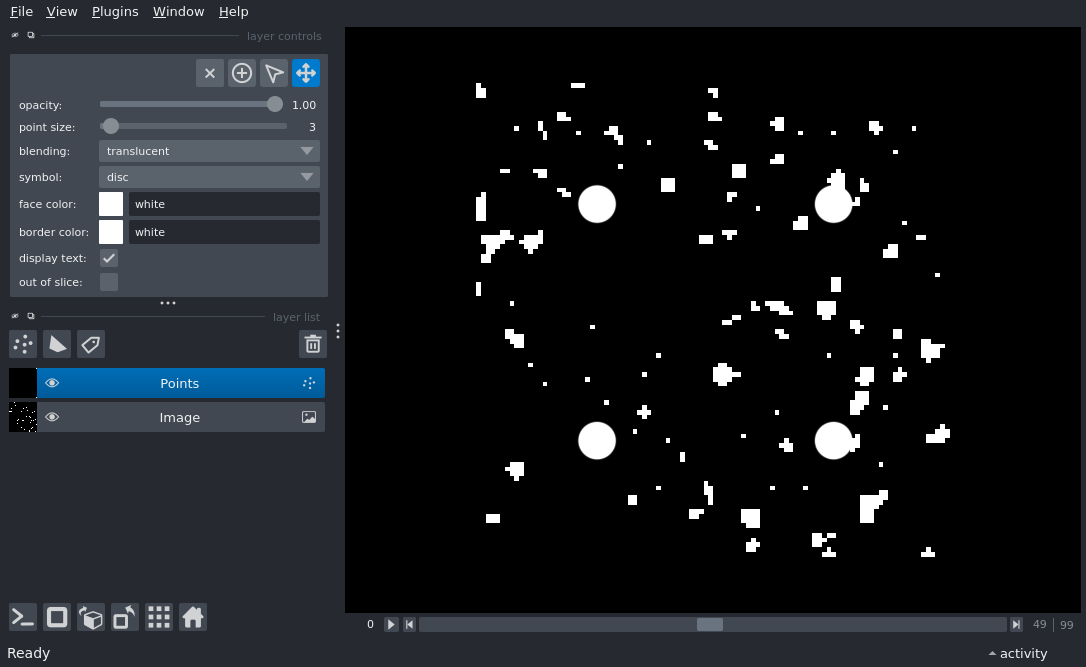 File View Plugins Window Help
layer controls
opacity: 1.00
point size: 3
blending: translucent
symbol: disc
face color: white
border color: white
display text:
out of slice:
layer list
Points
Image
0 49 | 99
Ready activity